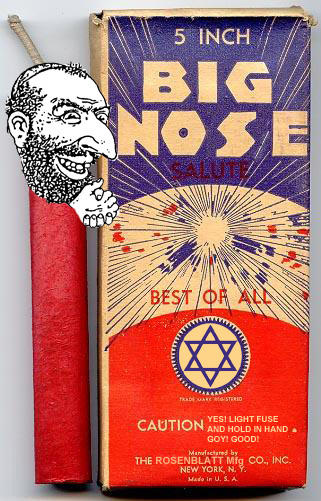 5 INCH
BIG
NOSE
SALUTE
BEST OF ALL
TRADE MARK REGISTERED
CAUTION YES! LIGHT FUSE
AND HOLD IN HAND.
GOY! GOOD!
Manufactured by
THE ROSENBLATT Mfg CO., INC.
NEW YORK, N. Y.
Made in U. S. A.